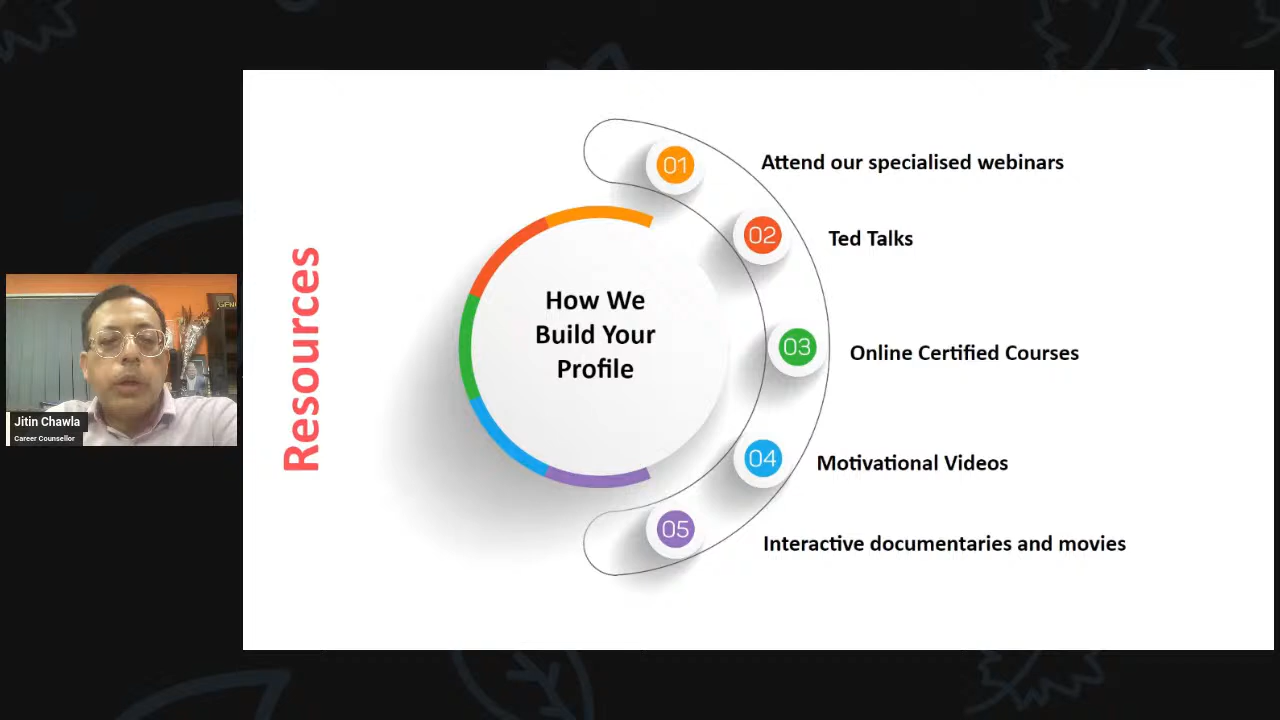 Resources
How We
Build Your
Profile
01
Attend our specialised webinars
02
Ted Talks
03
Online Certified Courses
04
Motivational Videos
05
Interactive documentaries and movies
Jitin Chawla
Career Counsellor